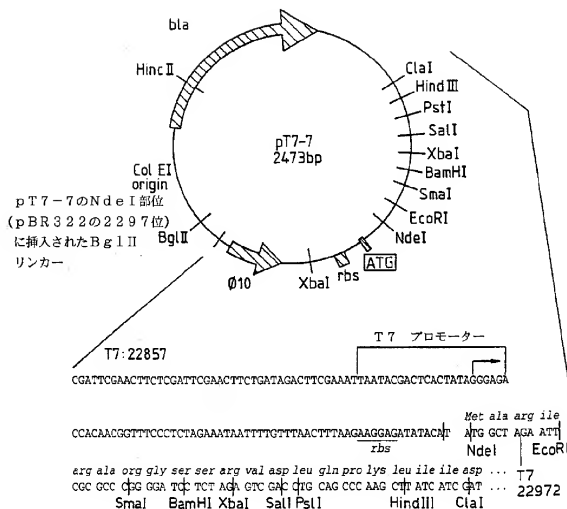 bla
Hinc II
ClaI
Hind III
PstI
SalI
XbaI
BamHI
SmaI
EcoRI
NdeI
pT7-7
2473bp
Col EI
origin
pT7-7のNdeI部位
(pBR322の2297位)
に挿入されたBglII
リンカー
BglII
Ø10
XbaI
rbs
ATG
T7:22857
T7 プロモーター
CGATTCGAACTTCTCGATTCGAACTTCTGATAGACTTCGAAATTAATACGACTCACTATAGGGAGA
CCACAACGGTTTCCCTCTAGAAATAATTTTGTTTAACTTTAAGAAGGAGATATACAT ATGGCT AGA ATT
rbs
Met ala arg ile
NdeI EcoRI
arg ala org gly ser ser arg val asp leu gln pro lys leu ile ile asp ...
CGC GCC CGG GGA TCC TCT AGA GTC GAC CTG CAG CCC AAG CTT ATC ATC GAT ...
SmaI BamHI XbaI SalI PstI HindIII ClaI
T7
22972